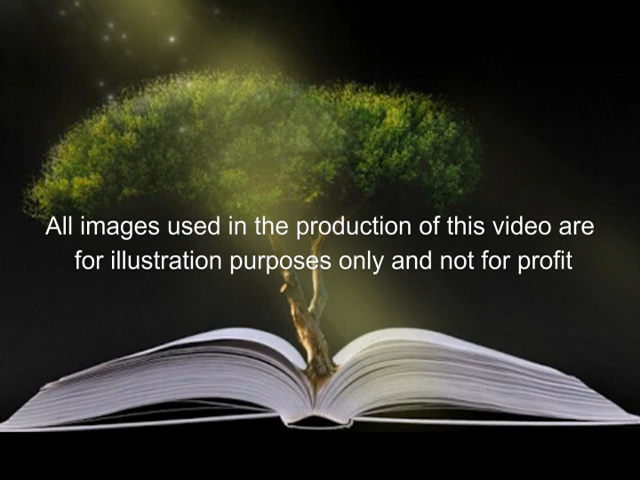 All images used in the production of this video are
for illustration purposes only and not for profit